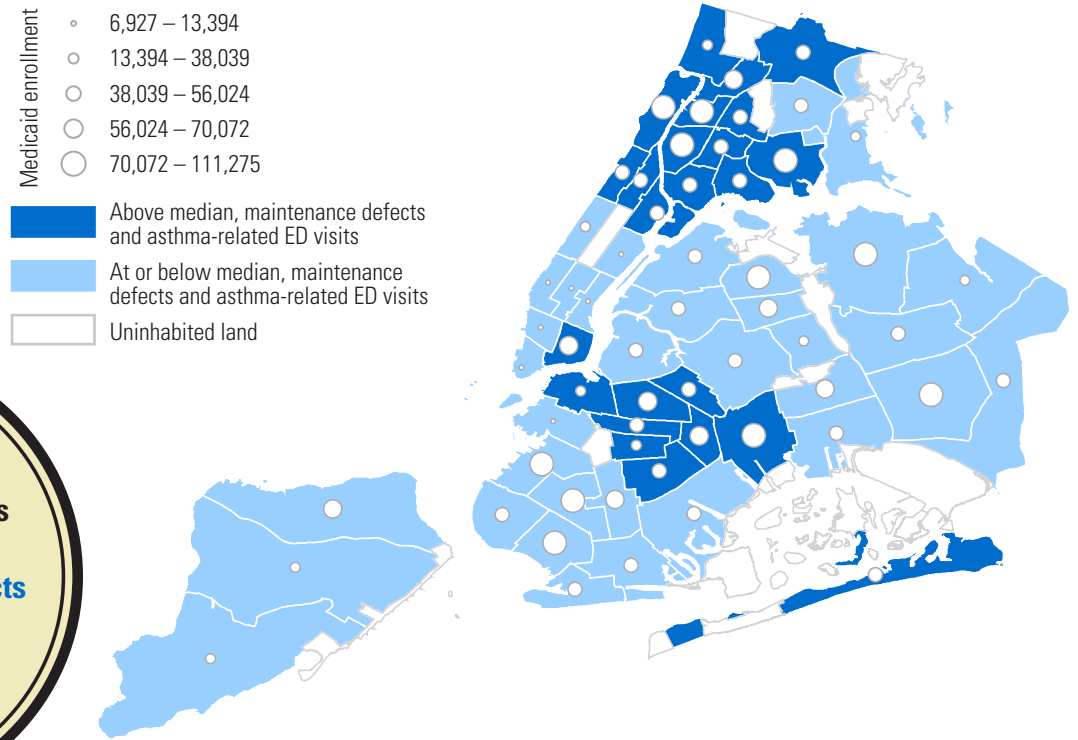 Medicaid enrollment
6,927 – 13,394
13,394 – 38,039
38,039 – 56,024
56,024 – 70,072
70,072 – 111,275
Above median, maintenance defects
and asthma-related ED visits
At or below median, maintenance
defects and asthma-related ED visits
Uninhabited land